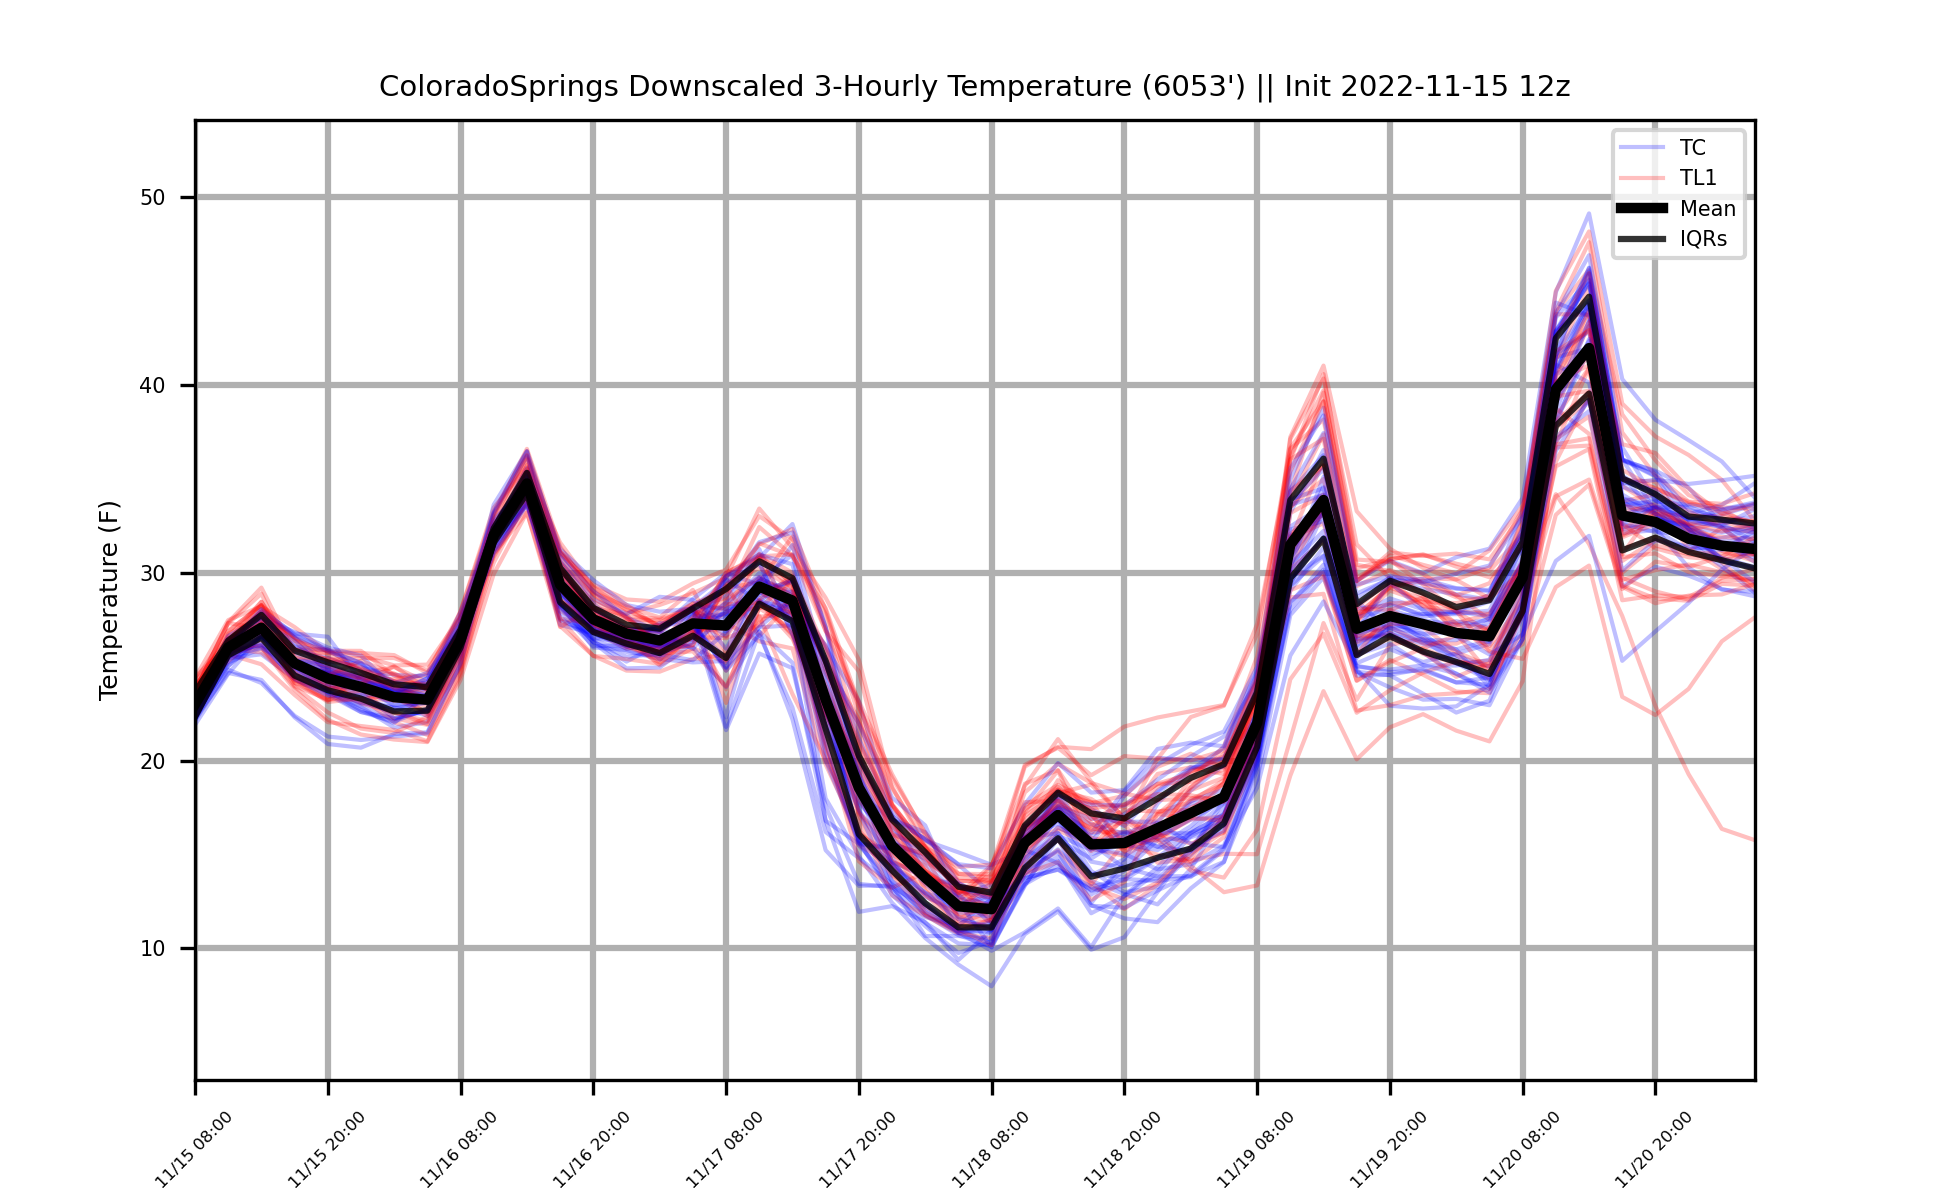 ColoradoSprings Downscaled 3-Hourly Temperature (6053') || Init 2022-11-15 12z
TC
TL1
Mean
IQRs
Temperature (F)
50
40
30
20
10
11/15 08:00
11/15 20:00
11/16 08:00
11/16 20:00
11/17 08:00
11/17 20:00
11/18 08:00
11/18 20:00
11/19 08:00
11/19 20:00
11/20 08:00
11/20 20:00